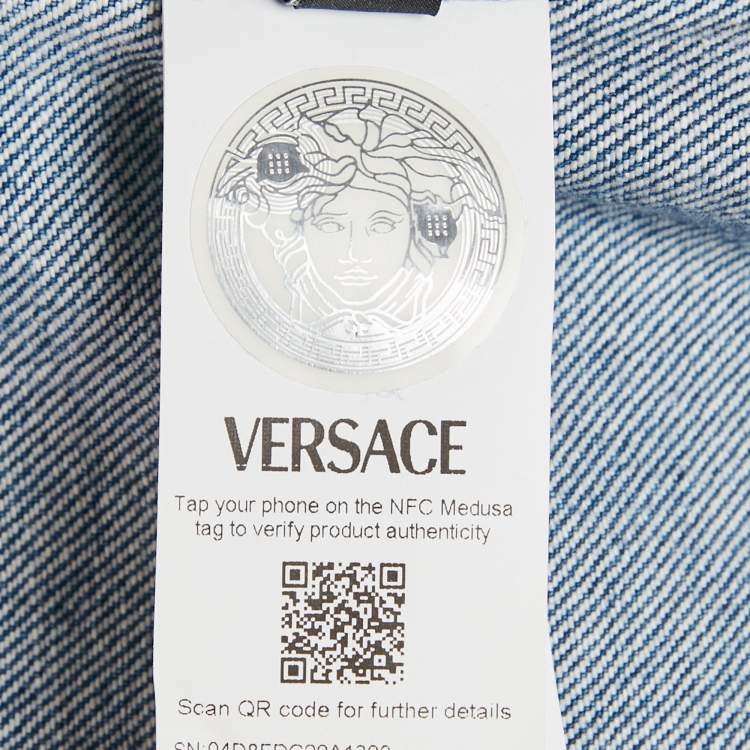 VERSACE
Tap your phone on the NFC Medusa
tag to verify product authenticity
Scan QR code for further details